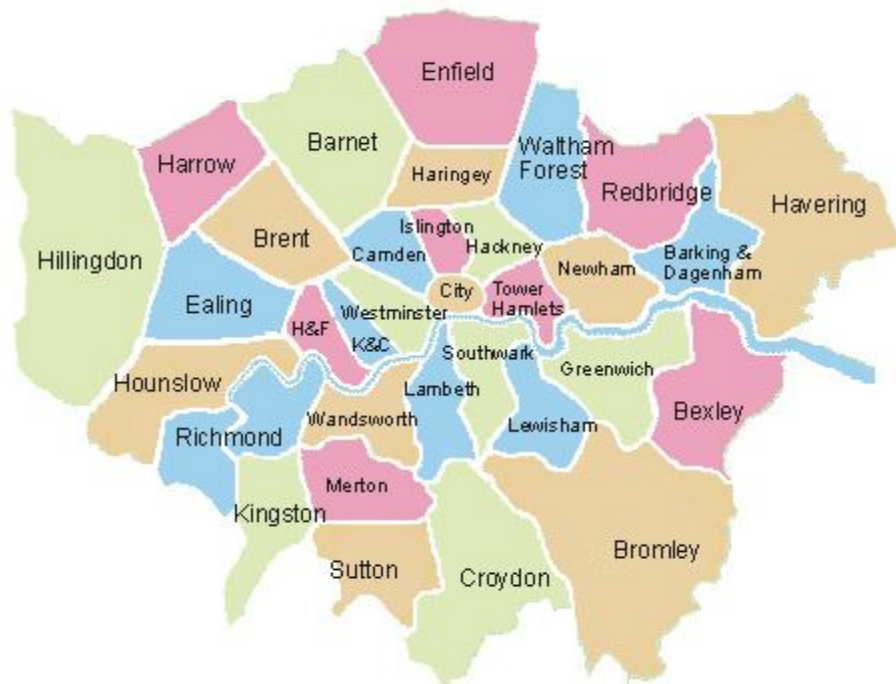 Enfield
Barnet
Harrow
Haringey
Waltham
Forest
Redbridge
Havering
Hillingdon
Brent
Camden
Islington
Hackney
Newham
Barking &
Dagenham
Ealing
H&F
K&C
Westminster
City
Tower
Hamlets
Hounslow
Richmond
Wandsworth
Lambeth
Southwark
Lewisham
Greenwich
Bexley
Kingston
Merton
Sutton
Croydon
Bromley